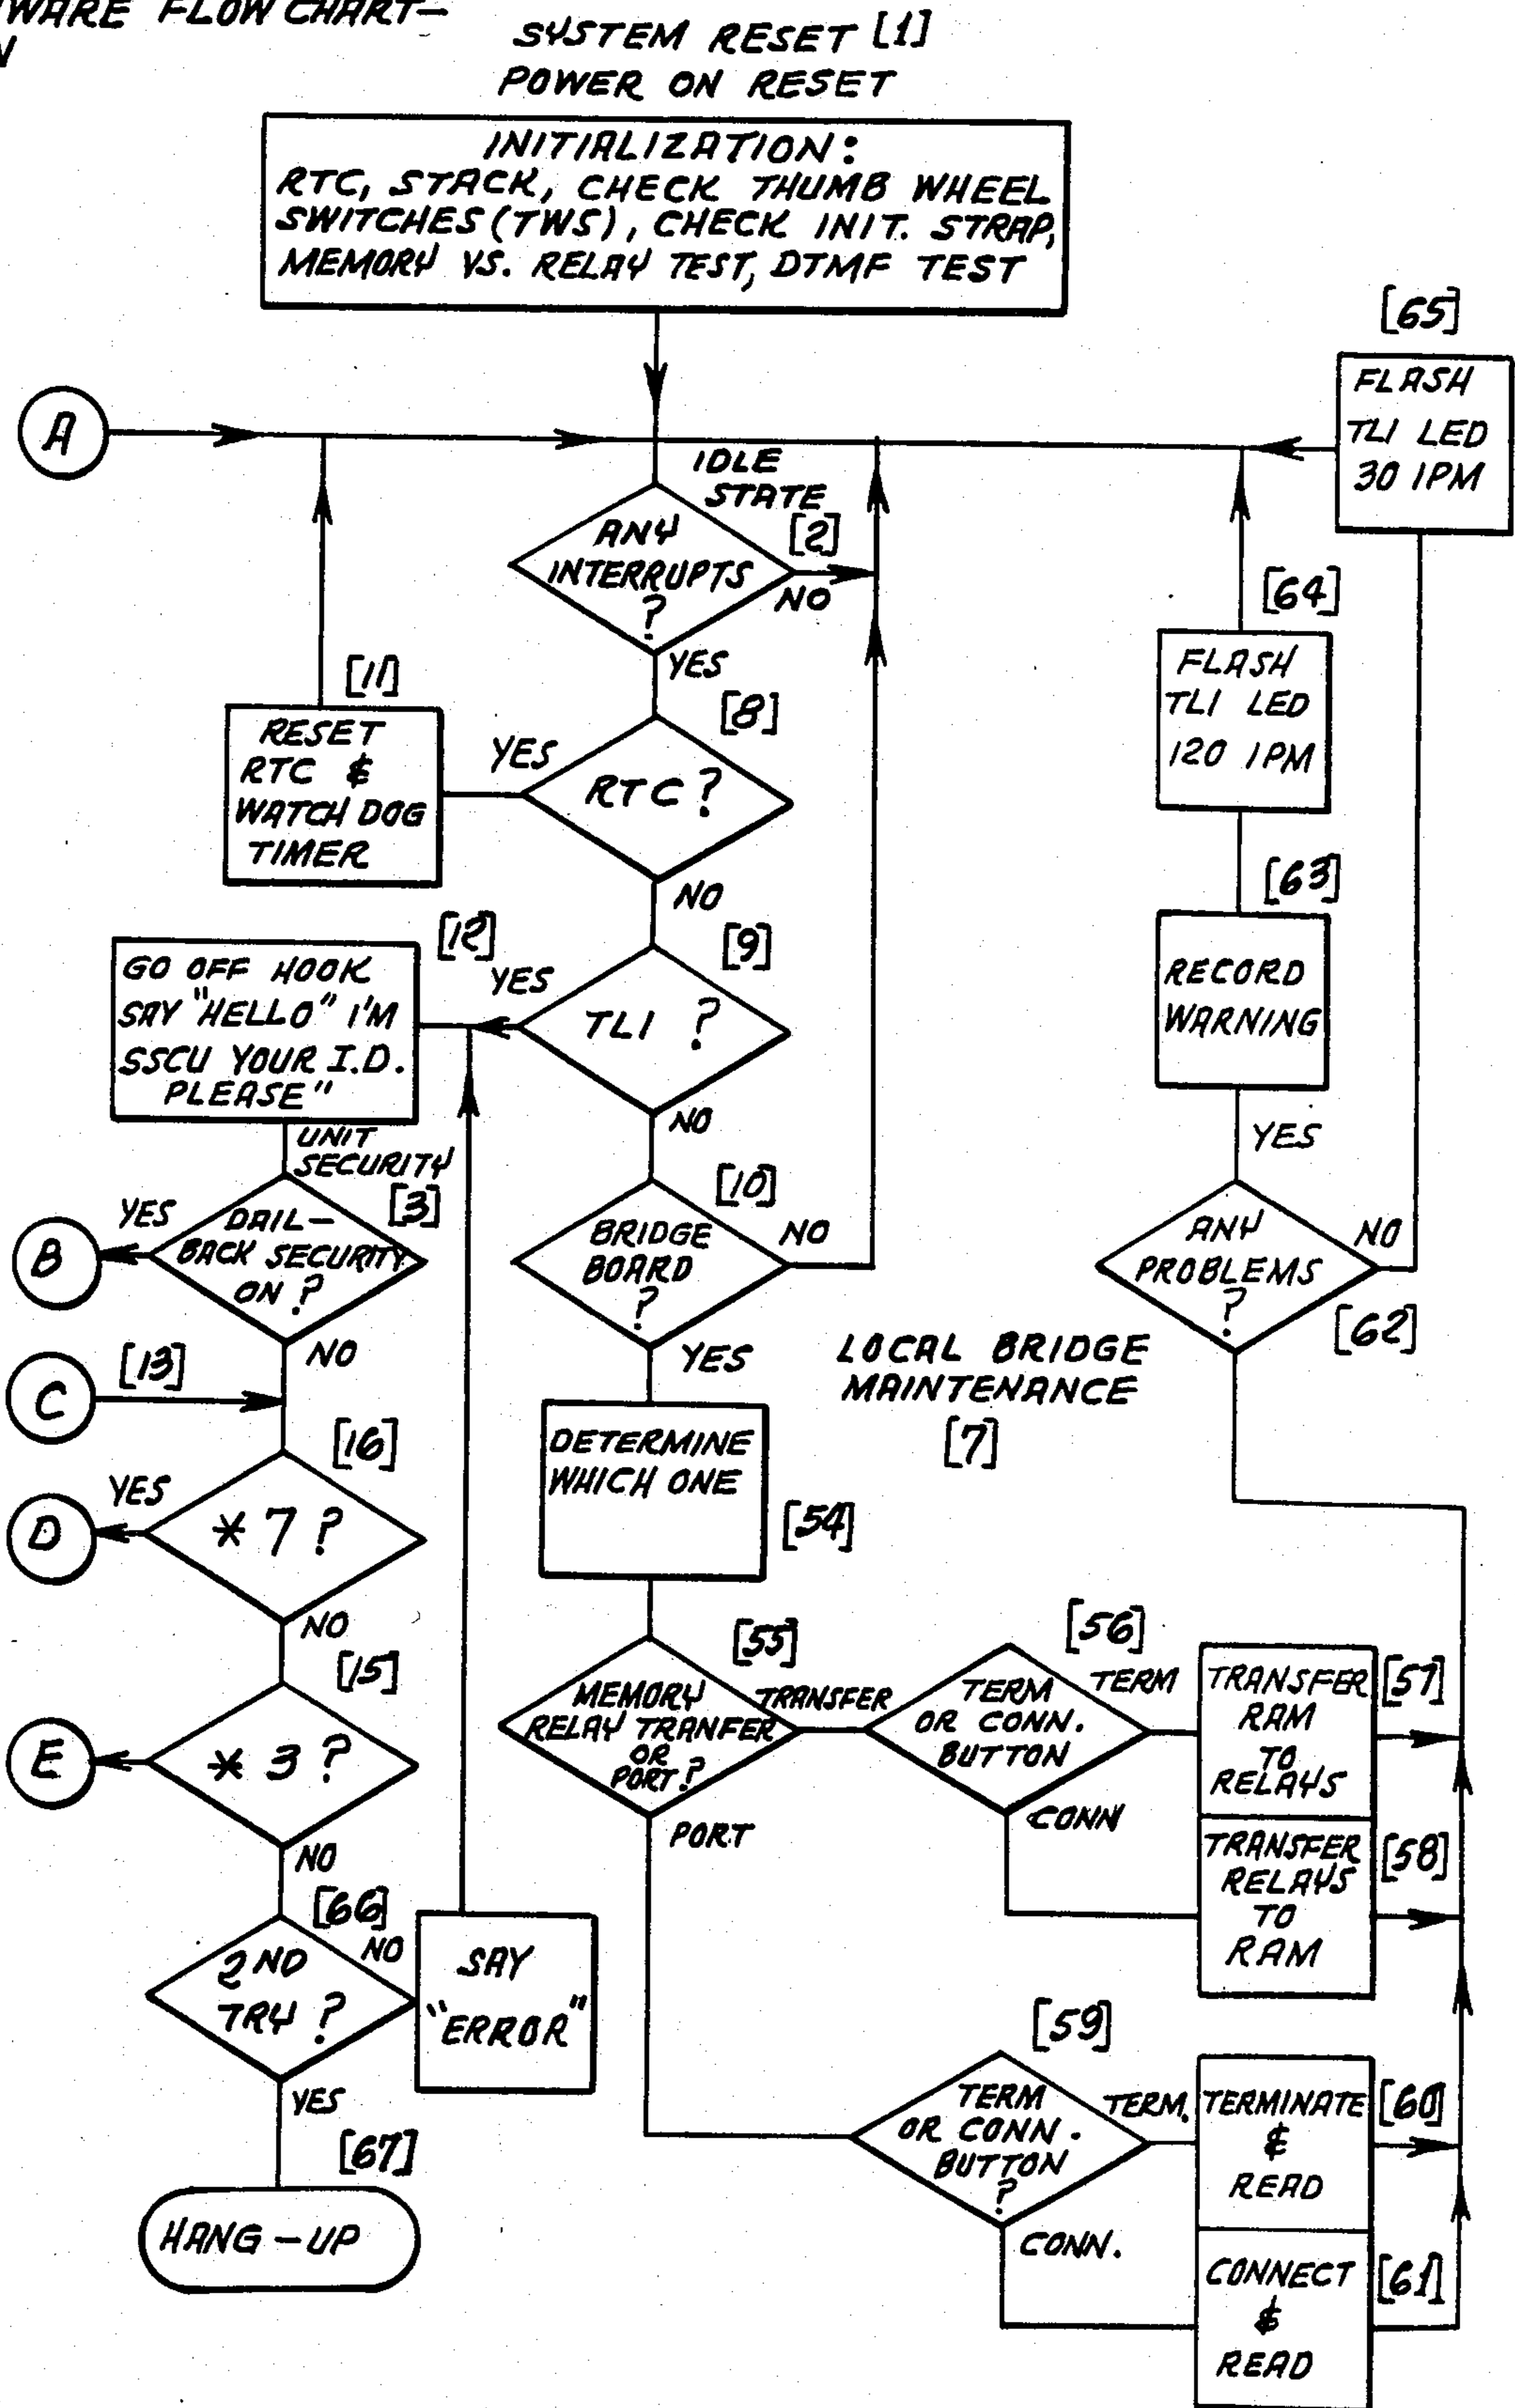 FLOW CHART—
SYSTEM RESET [1]
POWER ON RESET
INITIALIZATION:
RTC, STACK, CHECK THUMB WHEEL
SWITCHES (TWS), CHECK INIT. STRAP,
MEMORY VS. RELAY TEST, DTMF TEST
[65]
FLASH
TLI LED
30 IPM
A
IDLE
STATE
[2]
ANY
INTERRUPTS
?
NO
YES
[64]
FLASH
TLI LED
120 IPM
[11]
RESET
RTC &
WATCH DOG
TIMER
YES
[8]
RTC?
NO
[63]
RECORD
WARNING
YES
[12]
GO OFF HOOK
SAY "HELLO" I'M
SSCU YOUR I.D.
PLEASE"
YES
[9]
TLI ?
NO
UNIT
SECURITY
[3]
YES
B
DAIL—
BACK SECURITY
ON ?
NO
[10]
BRIDGE
BOARD
?
NO
YES
ANY
PROBLEMS
?
NO
[62]
LOCAL BRIDGE
MAINTENANCE
[7]
C
[13]
[16]
YES
D
*7?
NO
DETERMINE
WHICH ONE
[54]
[15]
E
*3?
NO
[55]
MEMORY
RELAY TRANFER
OR
PORT?
TRANSFER
PORT
[56]
TERM
OR CONN.
BUTTON
TERM
CONN
TRANSFER
RAM
TO
RELAYS
[57]
TRANSFER
RELAYS
TO
RAM
[58]
[66]
2ND
TRY?
NO
YES
SAY
"ERROR"
[59]
TERM
OR CONN.
BUTTON
?
TERM.
CONN.
TERMINATE
&
READ
[60]
CONNECT
&
READ
[61]
[67]
HANG-UP